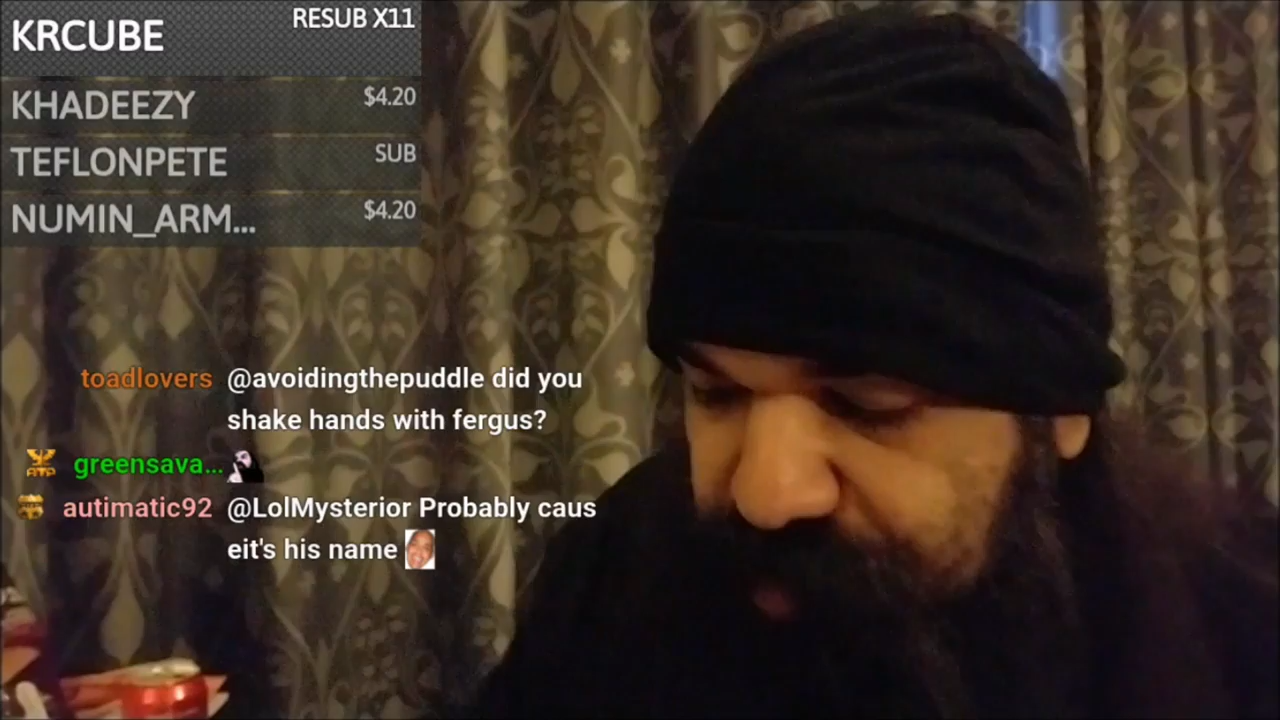 KRCUBE RESUB X11
KHADEEZY $4.20
TEFLONPETE SUB
NUMIN_ARM... $4.20
toadlovers @avoidingthepuddle did you
shake hands with fergus?
greensava...
autimatic92 @LolMysterior Probably caus
eit's his name